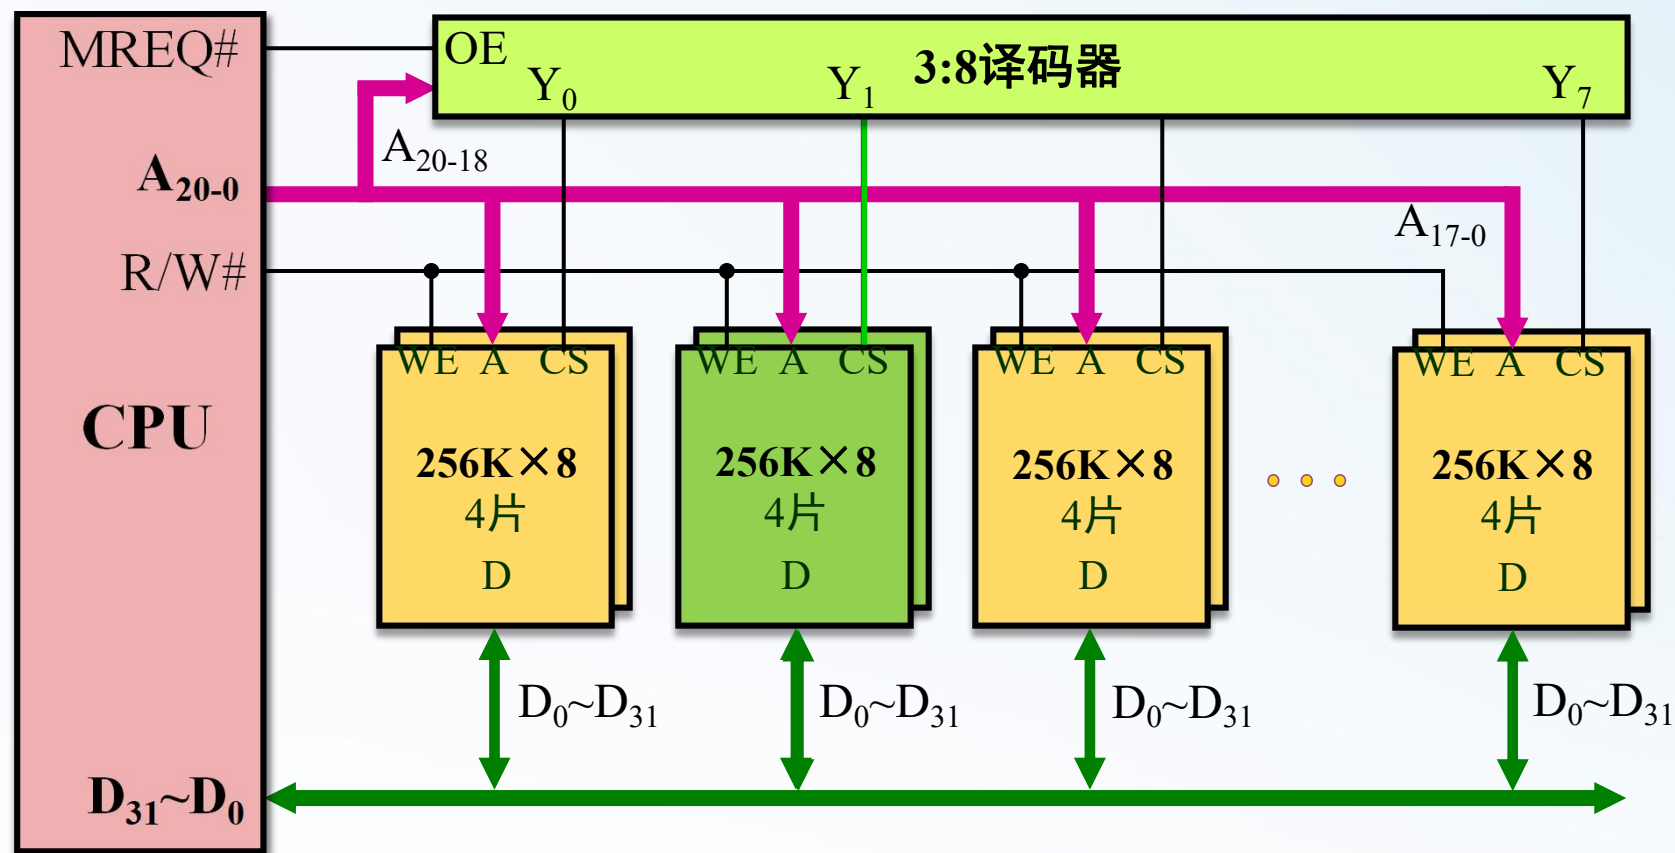 MREQ#
OE
3:8译码器
Y0
Y1
Y7
A20-18
A20-0
A17-0
R/W#
WE A CS
WE A CS
WE A CS
WE A CS
CPU
256K×8
4片
D
256K×8
4片
D
256K×8
4片
D
256K×8
4片
D
D0~D31
D0~D31
D0~D31
D0~D31
D31~D0